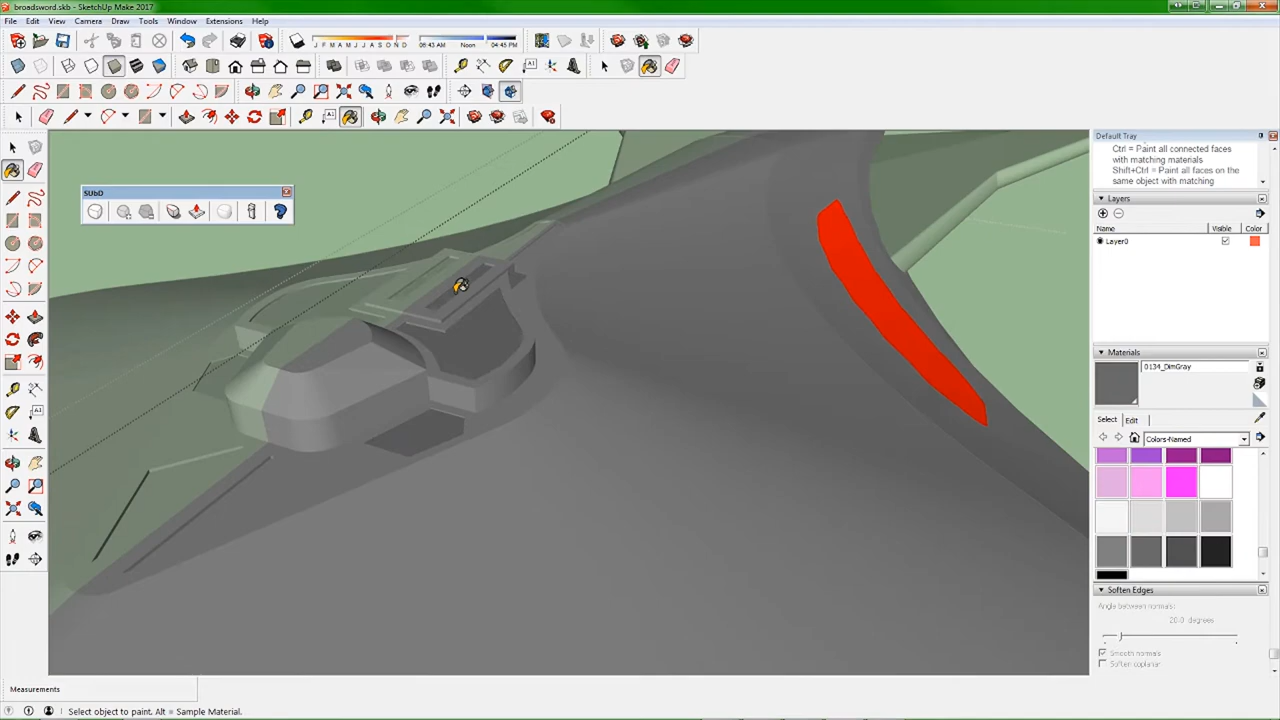 broadsword.skb - SketchUp Make 2017
File Edit View Camera Draw Tools Window Extensions Help
J F M A M J J A S O N D
06:43 AM Noon 04:45 PM
Default Tray
Ctrl = Paint all connected faces
with matching materials
Shift+Ctrl = Paint all faces on the
same object with matching
SUbD
Layers
Name Visible Color
Layer0
Materials
0134_DimGray
Select Edit
Colors-Named
Soften Edges
Angle between normals:
20.0 degrees
Smooth normals
Soften coplanar
Measurements
Select object to paint. Alt = Sample Material.